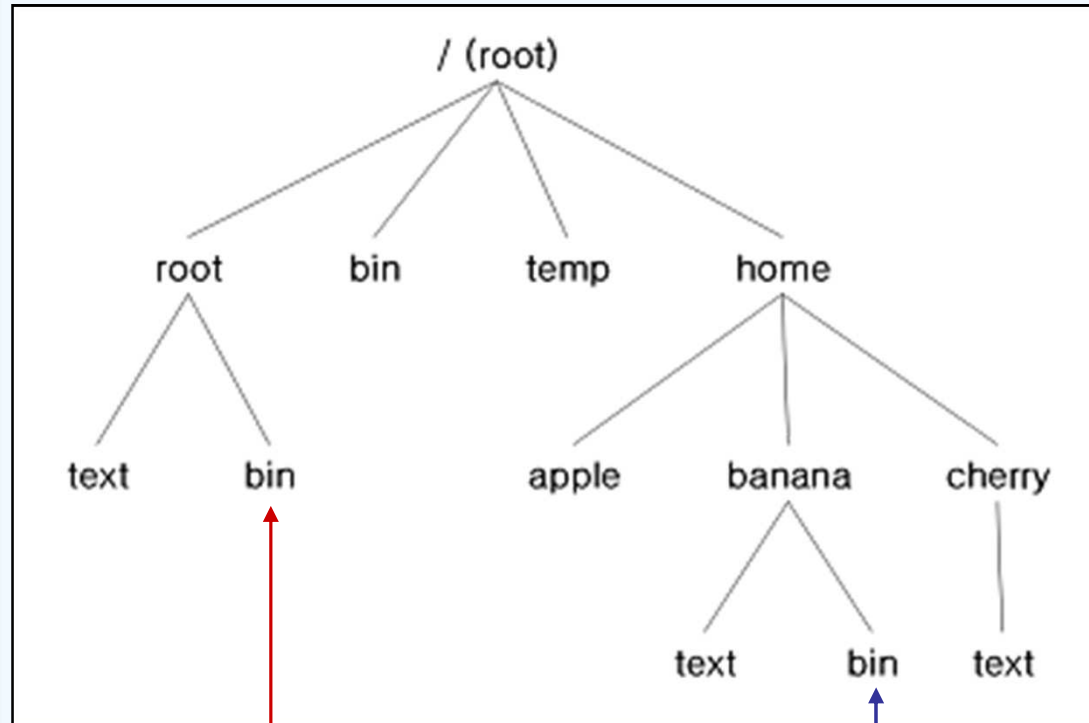 / (root)
root bin temp home
text bin apple banana cherry
text bin text